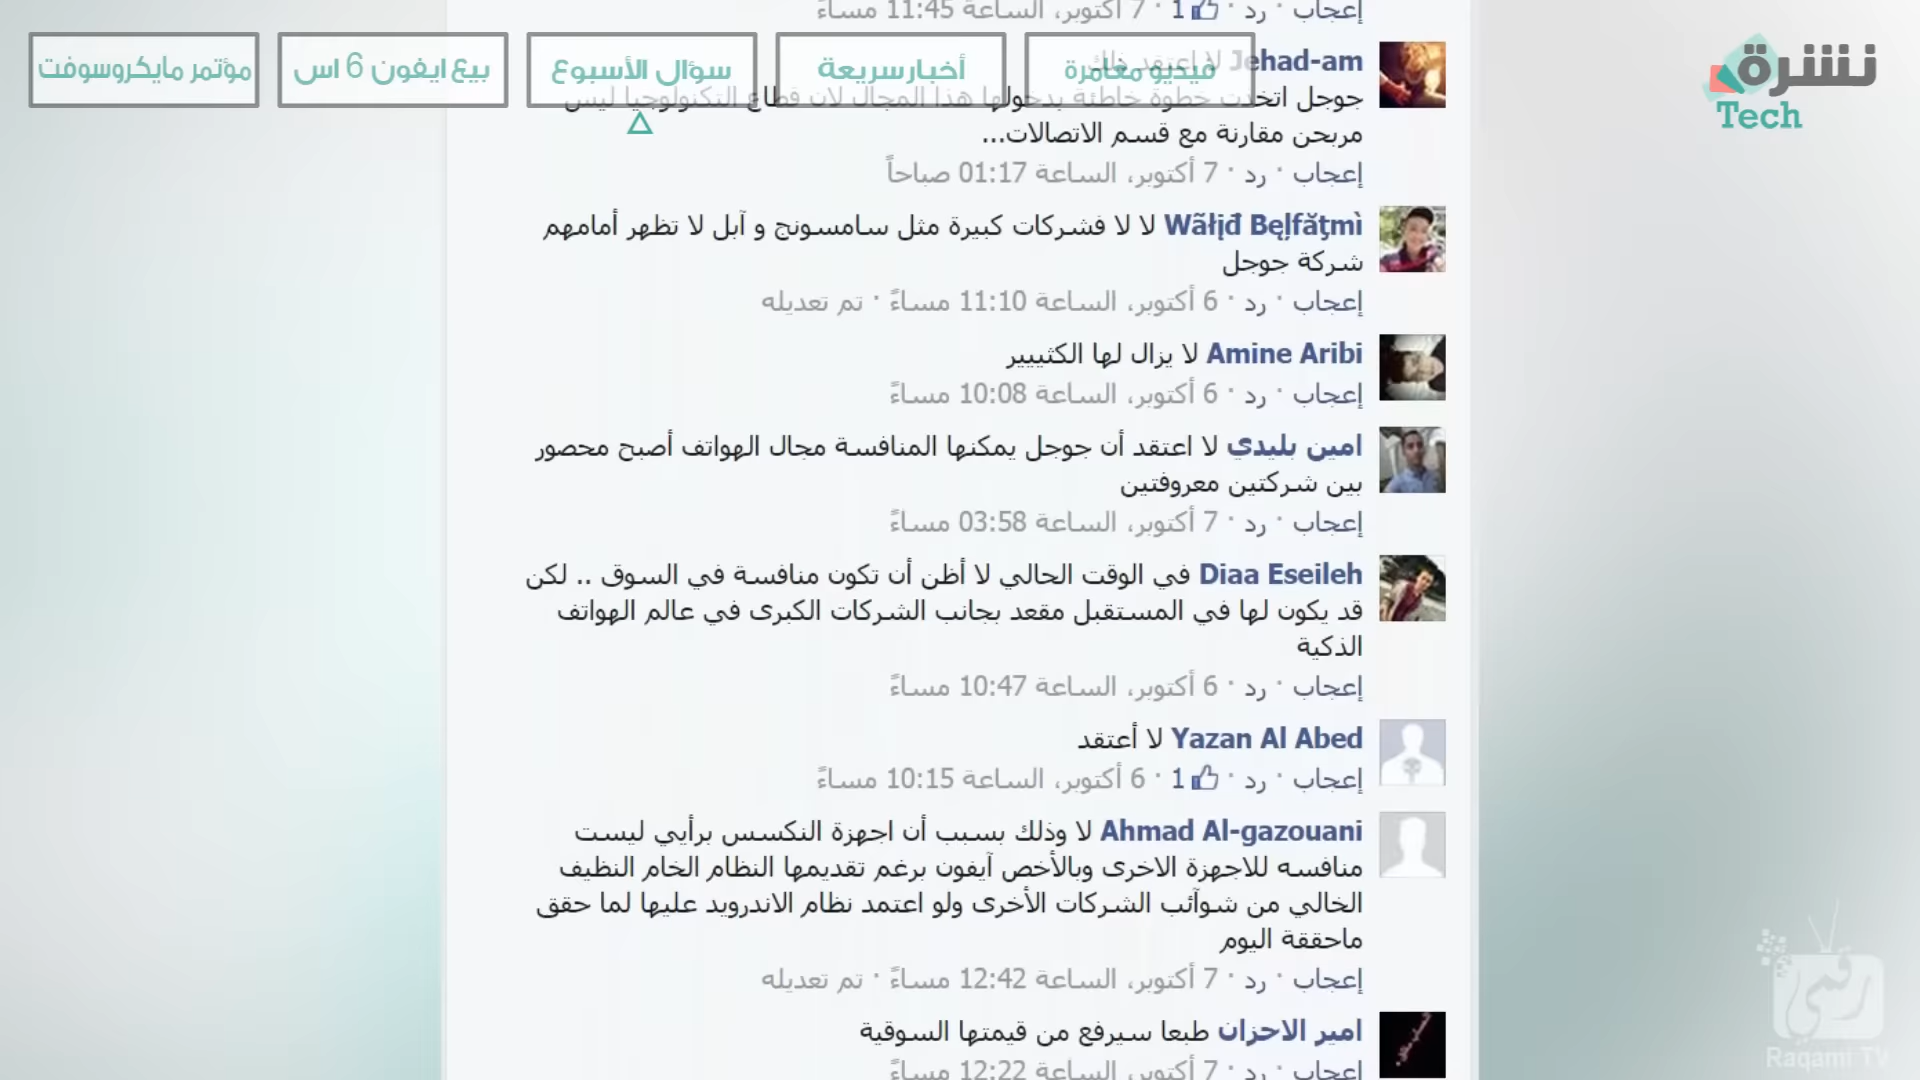 إعجاب · رد · 1 · 7 أكتوبر، الساعة 11:45 مساءً
فيديو مغامرة
أخبار سريعة
سؤال الأسبوع
بيع ايفون 6 اس
مؤتمر مايكروسوفت
نشرة
Tech
Jehad-am لا اعتقد ذلك
جوجل اتخذت خطوة خاطئة بدخولها هذا المجال لان قطاع التكنولوجيا ليس
مربحن مقارنة مع قسم الاتصالات...
إعجاب · رد · 7 أكتوبر، الساعة 01:17 صباحاً
Wãłįđ Bęļfăţmì لا لا فشركات كبيرة مثل سامسونج و آبل لا تظهر أمامهم
شركة جوجل
إعجاب · رد · 6 أكتوبر، الساعة 11:10 مساءً · تم تعديله
Amine Aribi لا يزال لها الكثيييير
إعجاب · رد · 6 أكتوبر، الساعة 10:08 مساءً
امين بليدي لا اعتقد أن جوجل يمكنها المنافسة مجال الهواتف أصبح محصور
بين شركتين معروفتين
إعجاب · رد · 7 أكتوبر، الساعة 03:58 مساءً
Diaa Eseileh في الوقت الحالي لا أظن أن تكون منافسة في السوق .. لكن
قد يكون لها في المستقبل مقعد بجانب الشركات الكبرى في عالم الهواتف
الذكية
إعجاب · رد · 6 أكتوبر، الساعة 10:47 مساءً
Yazan Al Abed لا أعتقد
إعجاب · رد · 1 · 6 أكتوبر، الساعة 10:15 مساءً
Ahmad Al-gazouani لا وذلك بسبب أن اجهزة النكسس برأيي ليست
منافسه للاجهزة الاخرى وبالأخص آيفون برغم تقديمها النظام الخام النظيف
الخالي من شوآئب الشركات الأخرى ولو اعتمد نظام الاندرويد عليها لما حقق
ماحققة اليوم
إعجاب · رد · 7 أكتوبر، الساعة 12:42 مساءً · تم تعديله
امير الاحزان طبعا سيرفع من قيمتها السوقية
إعجاب · رد · 7 أكتوبر، الساعة 12:22 مساءً
رقمي
Raqami TV